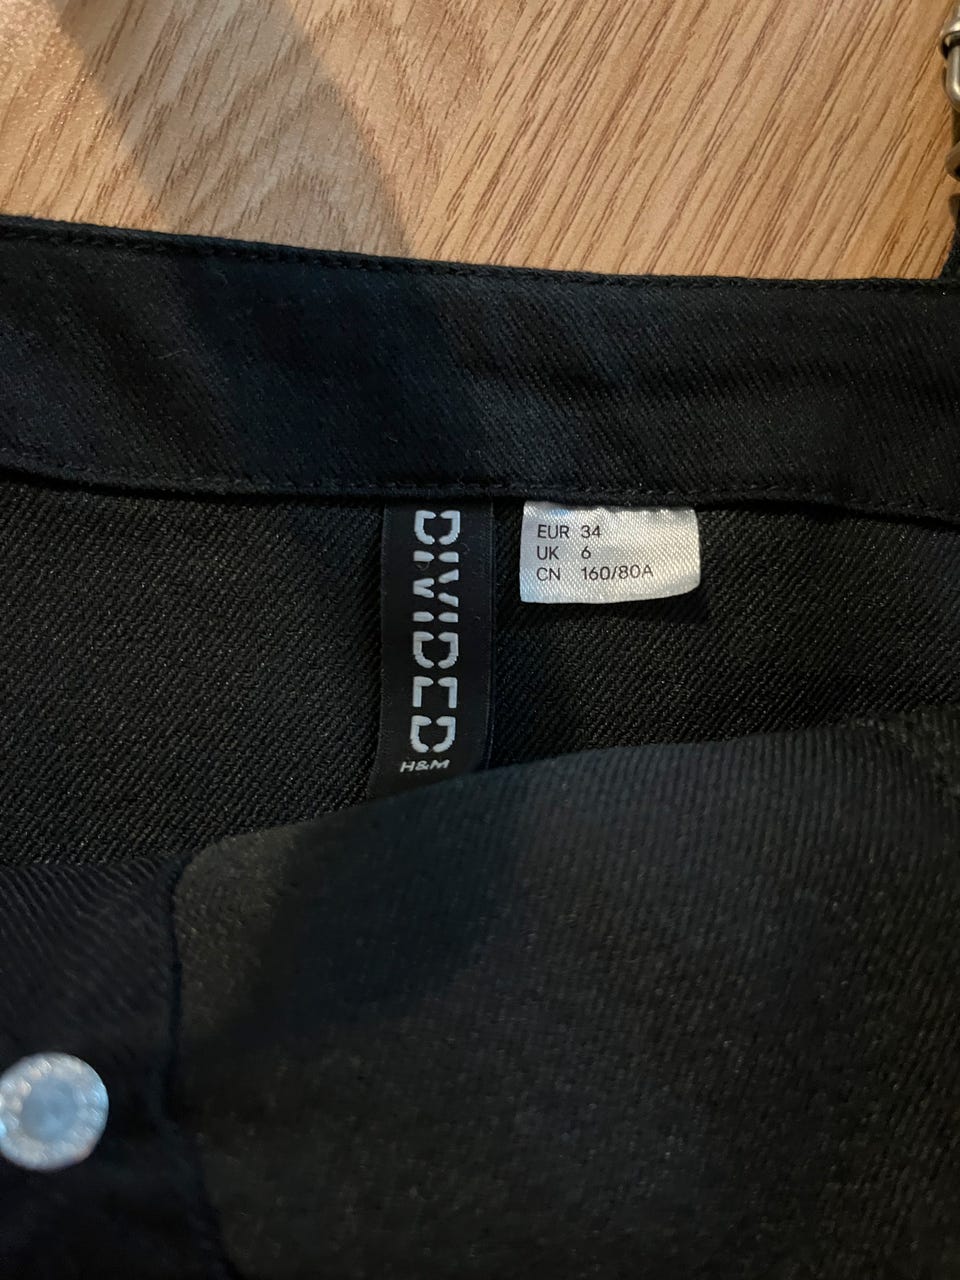 DIVIDED
H&M
EUR 34
UK 6
CN 160/80A